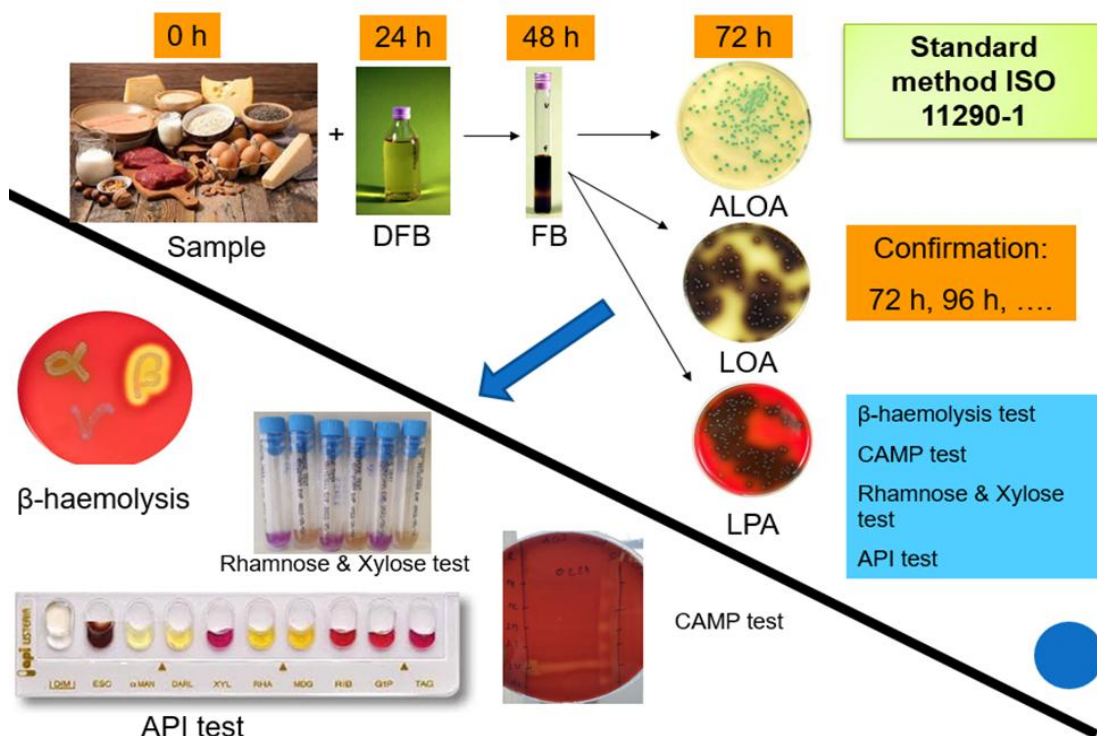 0 h
24 h
48 h
72 h
Standard
method ISO
11290-1
+
Sample
DFB
FB
ALOA
LOA
LPA
Confirmation:
72 h, 96 h, ….
β-haemolysis test
CAMP test
Rhamnose & Xylose
test
API test
α
β
γ
β-haemolysis
Rhamnose & Xylose test
CAMP test
api LISTERIA
DIM ESC α MAN DARL XYL RHA MDG RIB G1P TAG
API test